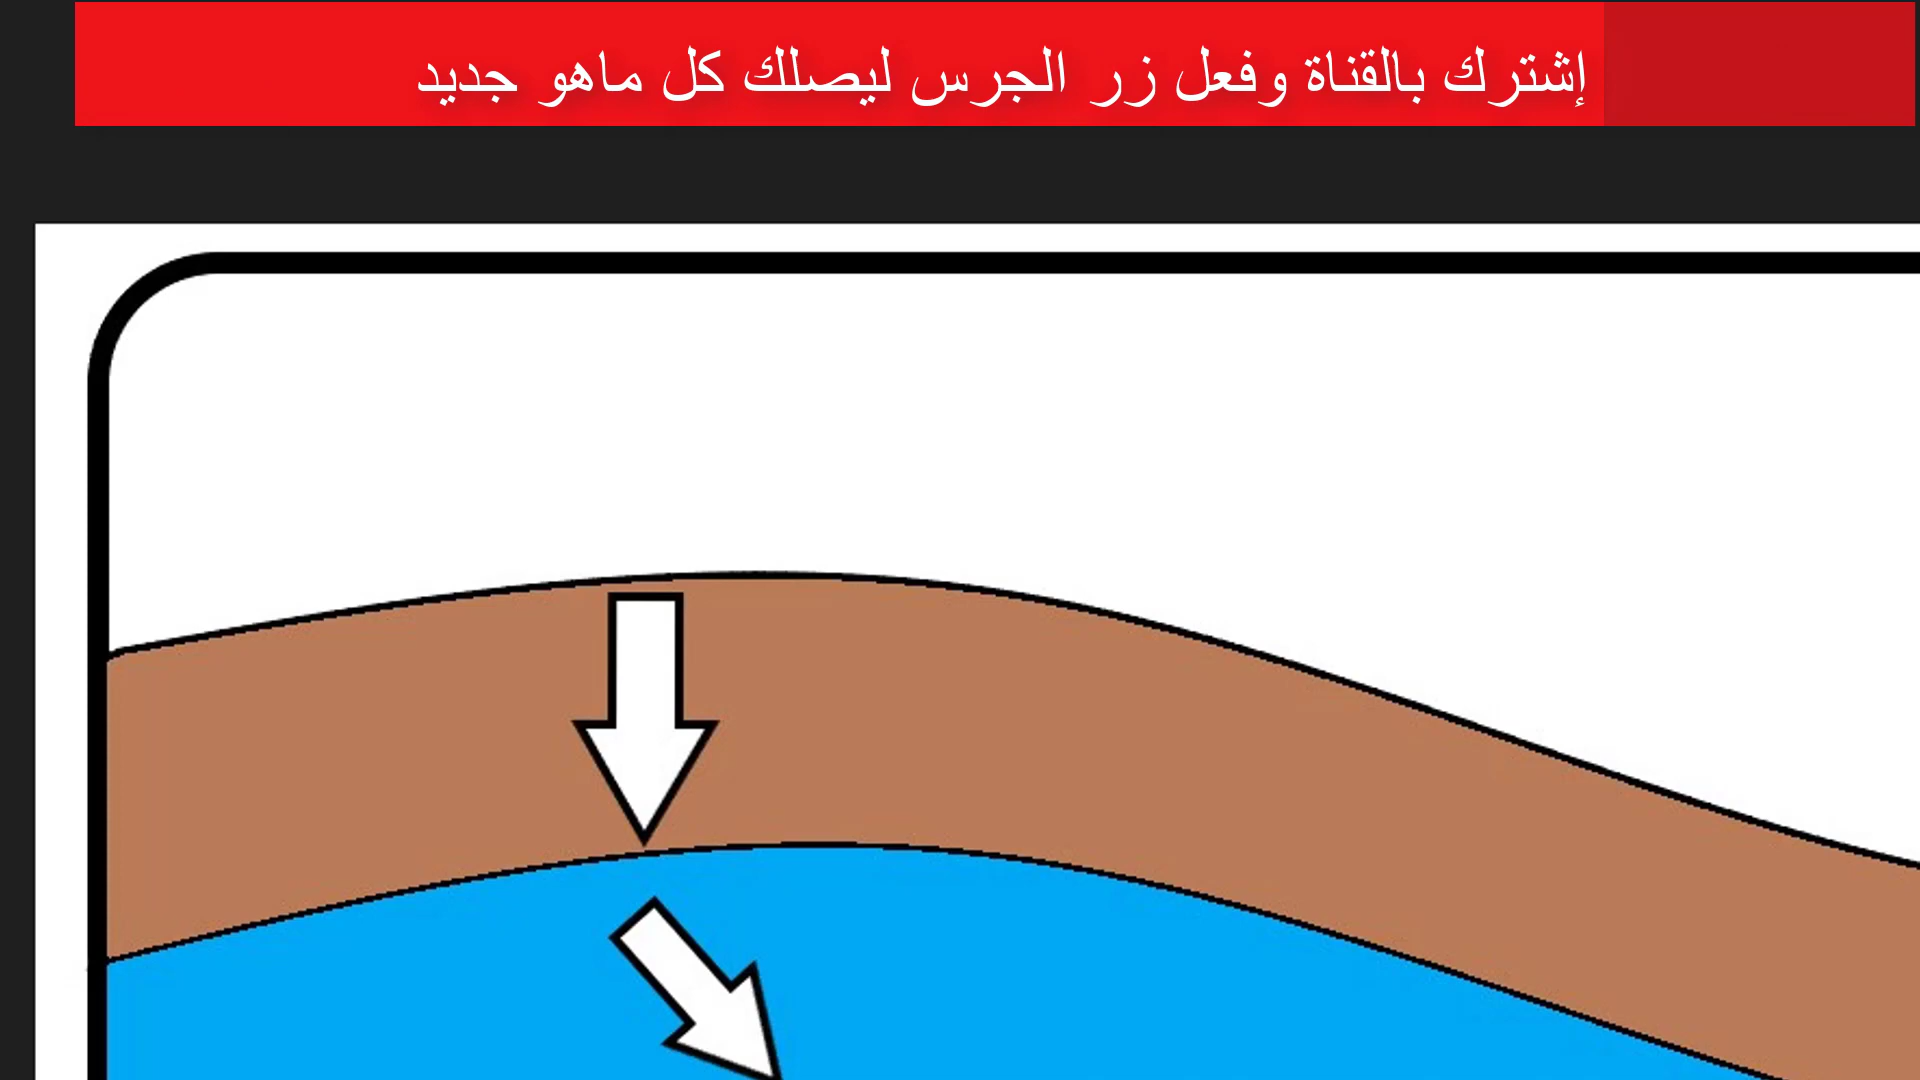 إشترك بالقناة وفعل زر الجرس ليصلك كل ماهو جديد